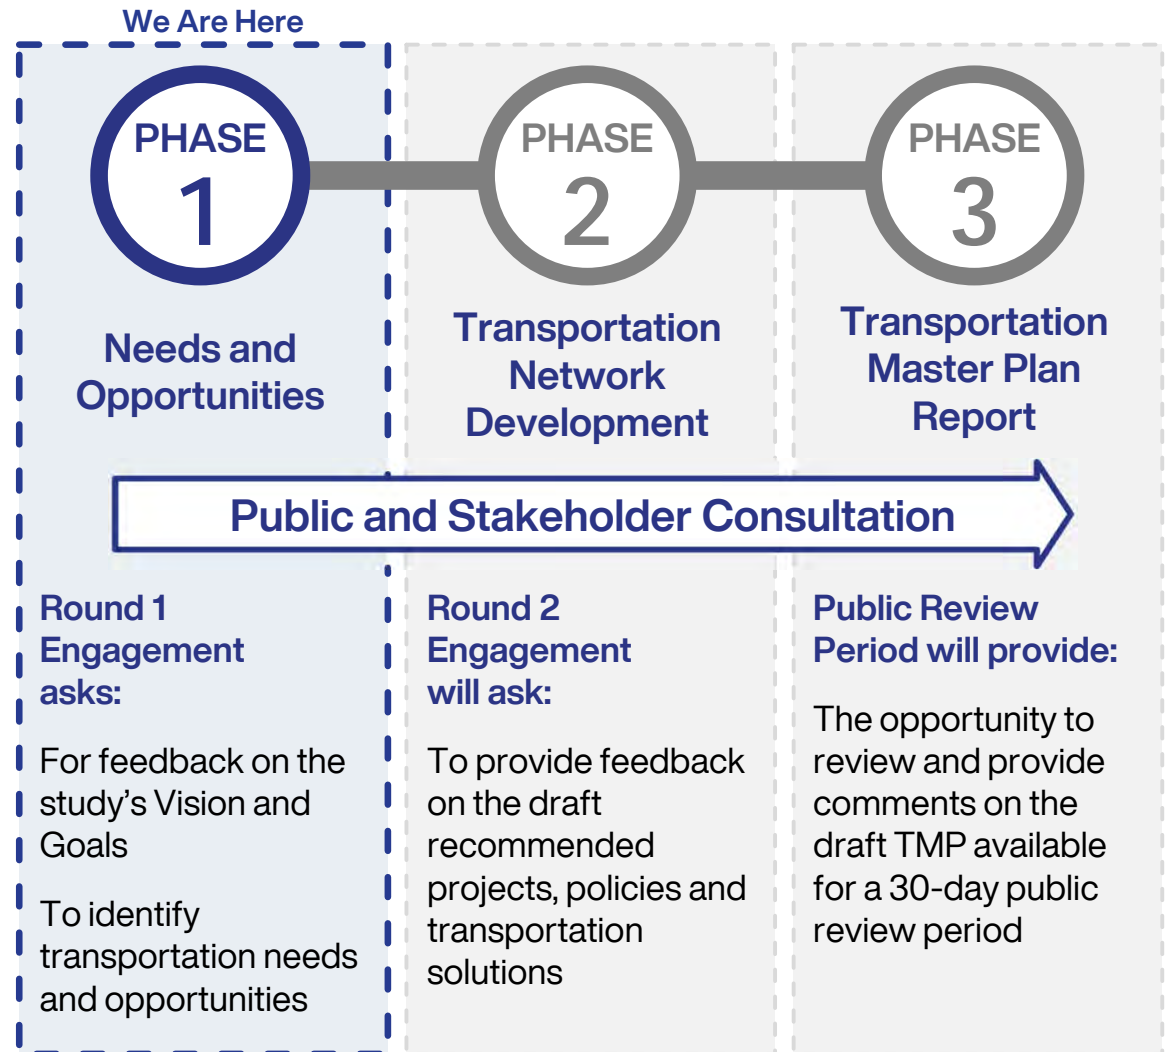 We Are Here
PHASE
1
Needs and
Opportunities
PHASE
2
Transportation
Network
Development
PHASE
3
Transportation
Master Plan
Report
Public and Stakeholder Consultation
Round 1
Engagement
asks:
For feedback on the
study’s Vision and
Goals
To identify
transportation needs
and opportunities
Round 2
Engagement
will ask:
To provide feedback
on the draft
recommended
projects, policies and
transportation
solutions
Public Review
Period will provide:
The opportunity to
review and provide
comments on the
draft TMP available
for a 30-day public
review period